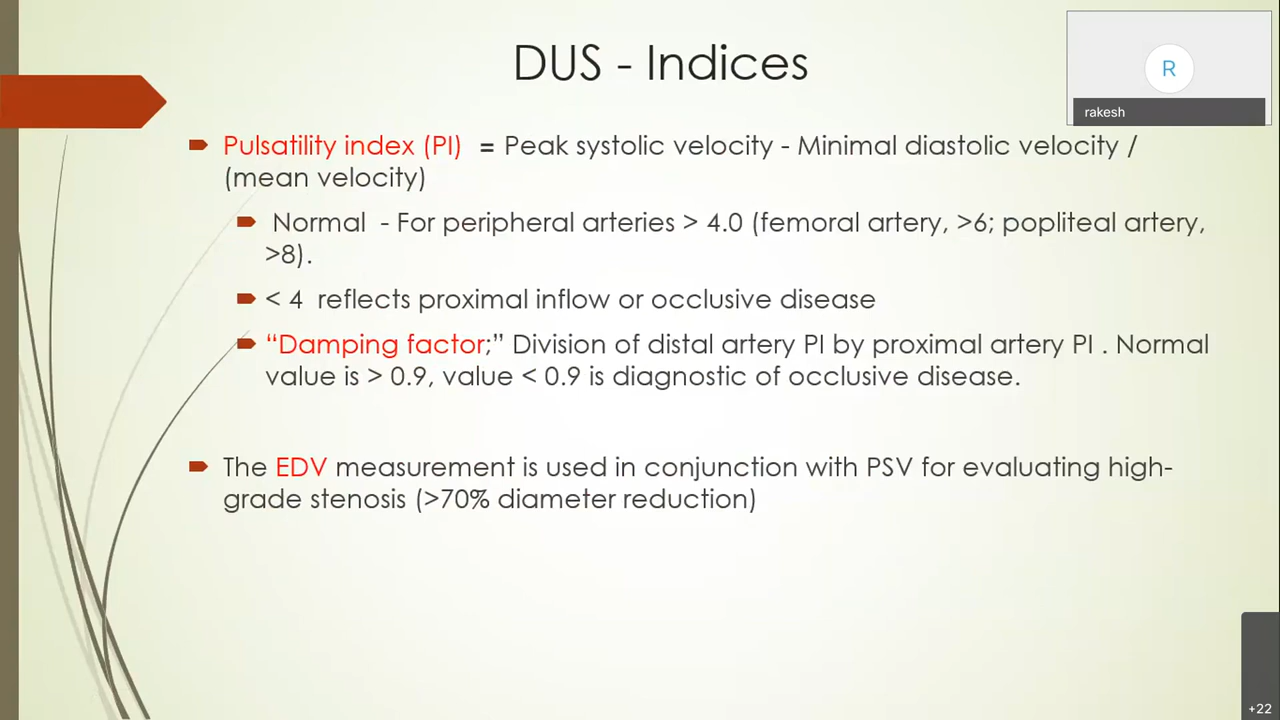 DUS - Indices
R
rakesh
Pulsatility index (PI) = Peak systolic velocity - Minimal diastolic velocity /
(mean velocity)
Normal - For peripheral arteries > 4.0 (femoral artery, >6; popliteal artery,
>8).
< 4 reflects proximal inflow or occlusive disease
“Damping factor;” Division of distal artery PI by proximal artery PI . Normal
value is > 0.9, value < 0.9 is diagnostic of occlusive disease.
The EDV measurement is used in conjunction with PSV for evaluating high-
grade stenosis (>70% diameter reduction)
+22